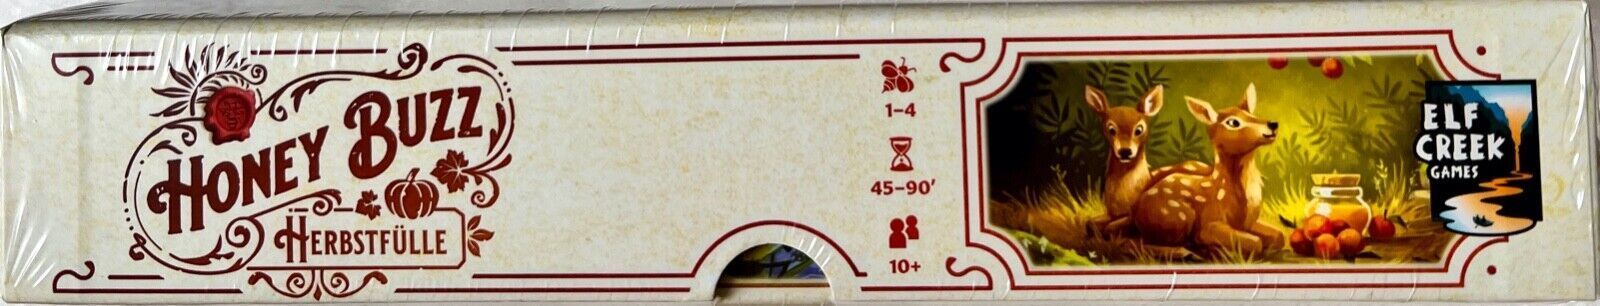 HONEY BUZZ
HERBSTFÜLLE
1–4
45–90'
10+
ELF
CREEK
GAMES